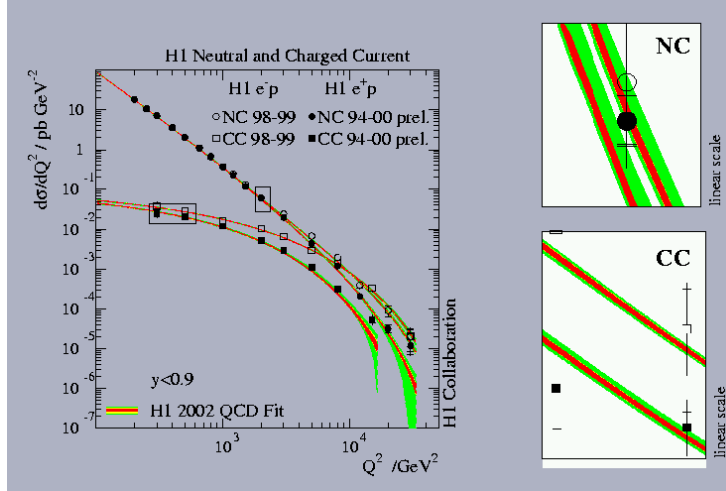 H1 Neutral and Charged Current
dσ/dQ² / pb GeV⁻²
H1 e⁻p H1 e⁺p
NC 98-99 NC 94-00 prel.
CC 98-99 CC 94-00 prel.
10
1
10⁻¹
10⁻²
10⁻³
10⁻⁴
10⁻⁵
10⁻⁶
10⁻⁷
y<0.9
H1 2002 QCD Fit
10³ 10⁴
Q² /GeV²
H1 Collaboration
NC
linear scale
CC
linear scale